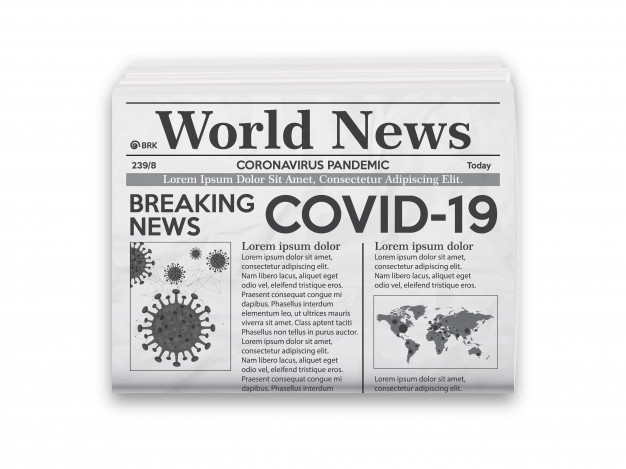 World News
BRK
239/8 CORONAVIRUS PANDEMIC Today
Lorem Ipsum Dolor Sit Amet, Consectetur Adipiscing Elit.
BREAKING
NEWS
COVID-19
Lorem ipsum dolor
Lorem ipsum dolor sit amet,
consectetur adipiscing elit.
Nam libero lacus, aliquet eget
odio vel, eleifend tristique eros.
Praesent consequat congue mi
dapibus. Phasellus interdum
elementum leo, ut ultrices mauris
viverra sit amet. Class aptent taciti
Phasellus non tellus in purus auctor.
Lorem ipsum dolor sit amet,
consectetur adipiscing elit.
Nam libero lacus, aliquet eget
odio vel, eleifend tristique eros.
Praesent consequat congue mi
dapibus. Phasellus interdum
Lorem ipsum dolor
Lorem ipsum dolor sit amet,
consectetur adipiscing elit.
Nam libero lacus, aliquet eget
odio vel, eleifend tristique eros.
Lorem ipsum dolor sit amet,
consectetur adipiscing elit.